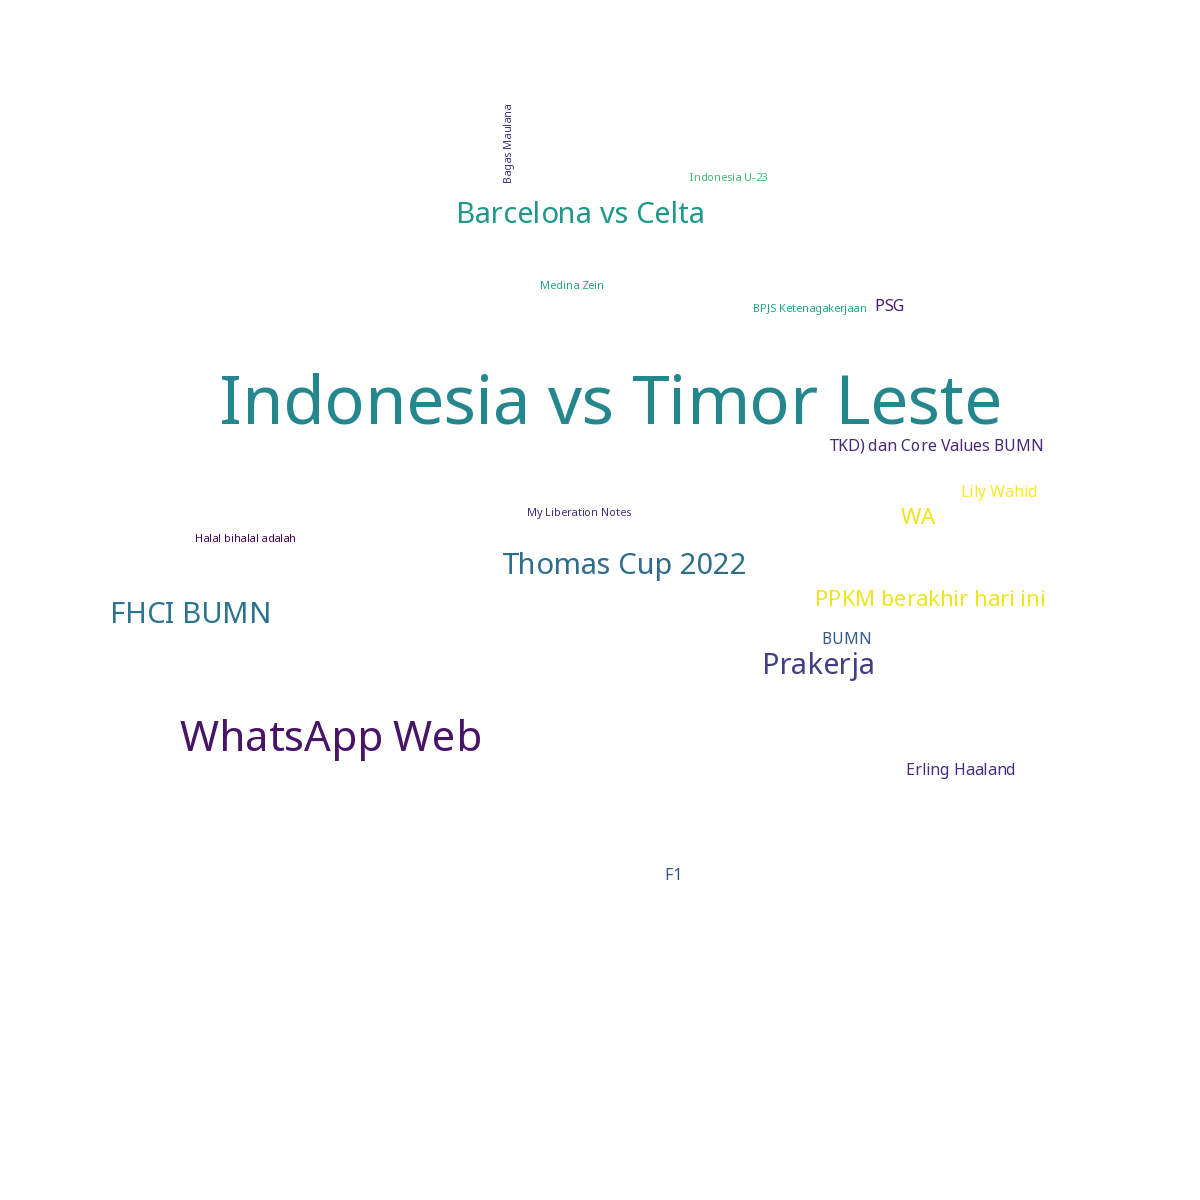 Bagas Maulana
Indonesia U-23
Barcelona vs Celta
Medina Zein
BPJS Ketenagakerjaan
PSG
Indonesia vs Timor Leste
TKD) dan Core Values BUMN
Lily Wahid
My Liberation Notes
WA
Halal bihalal adalah
Thomas Cup 2022
PPKM berakhir hari ini
FHCI BUMN
BUMN
Prakerja
WhatsApp Web
Erling Haaland
F1